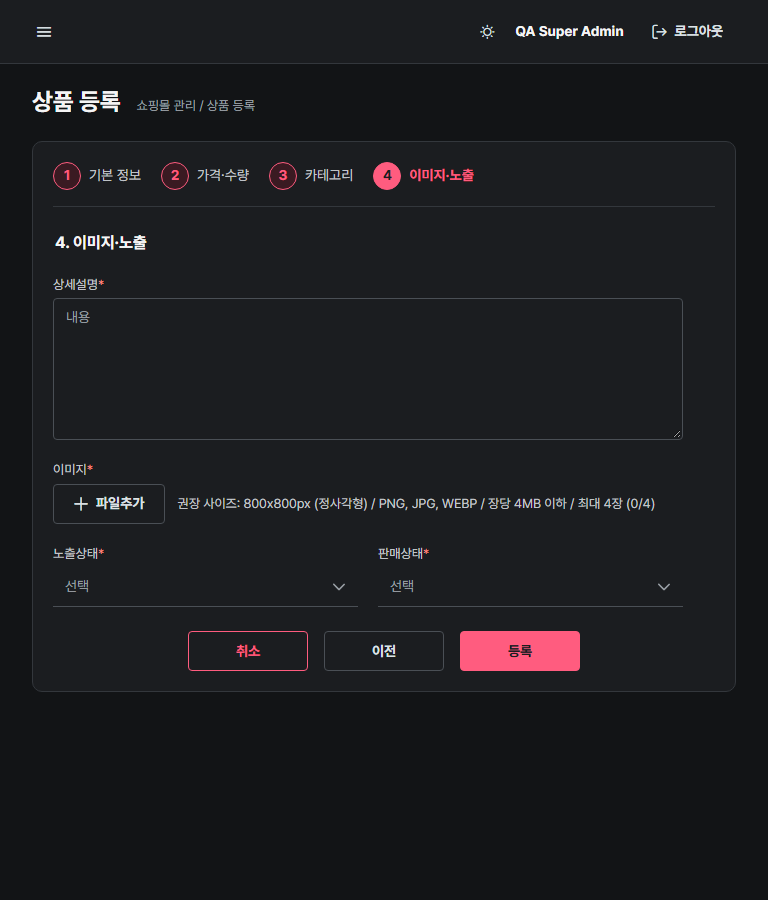 QA Super Admin 로그아웃
상품 등록 쇼핑몰 관리 / 상품 등록
1 기본 정보 2 가격·수량 3 카테고리 4 이미지·노출
4. 이미지·노출
상세설명*
내용
이미지*
파일추가 권장 사이즈: 800x800px (정사각형) / PNG, JPG, WEBP / 장당 4MB 이하 / 최대 4장 (0/4)
노출상태* 판매상태*
선택 선택
취소 이전 등록